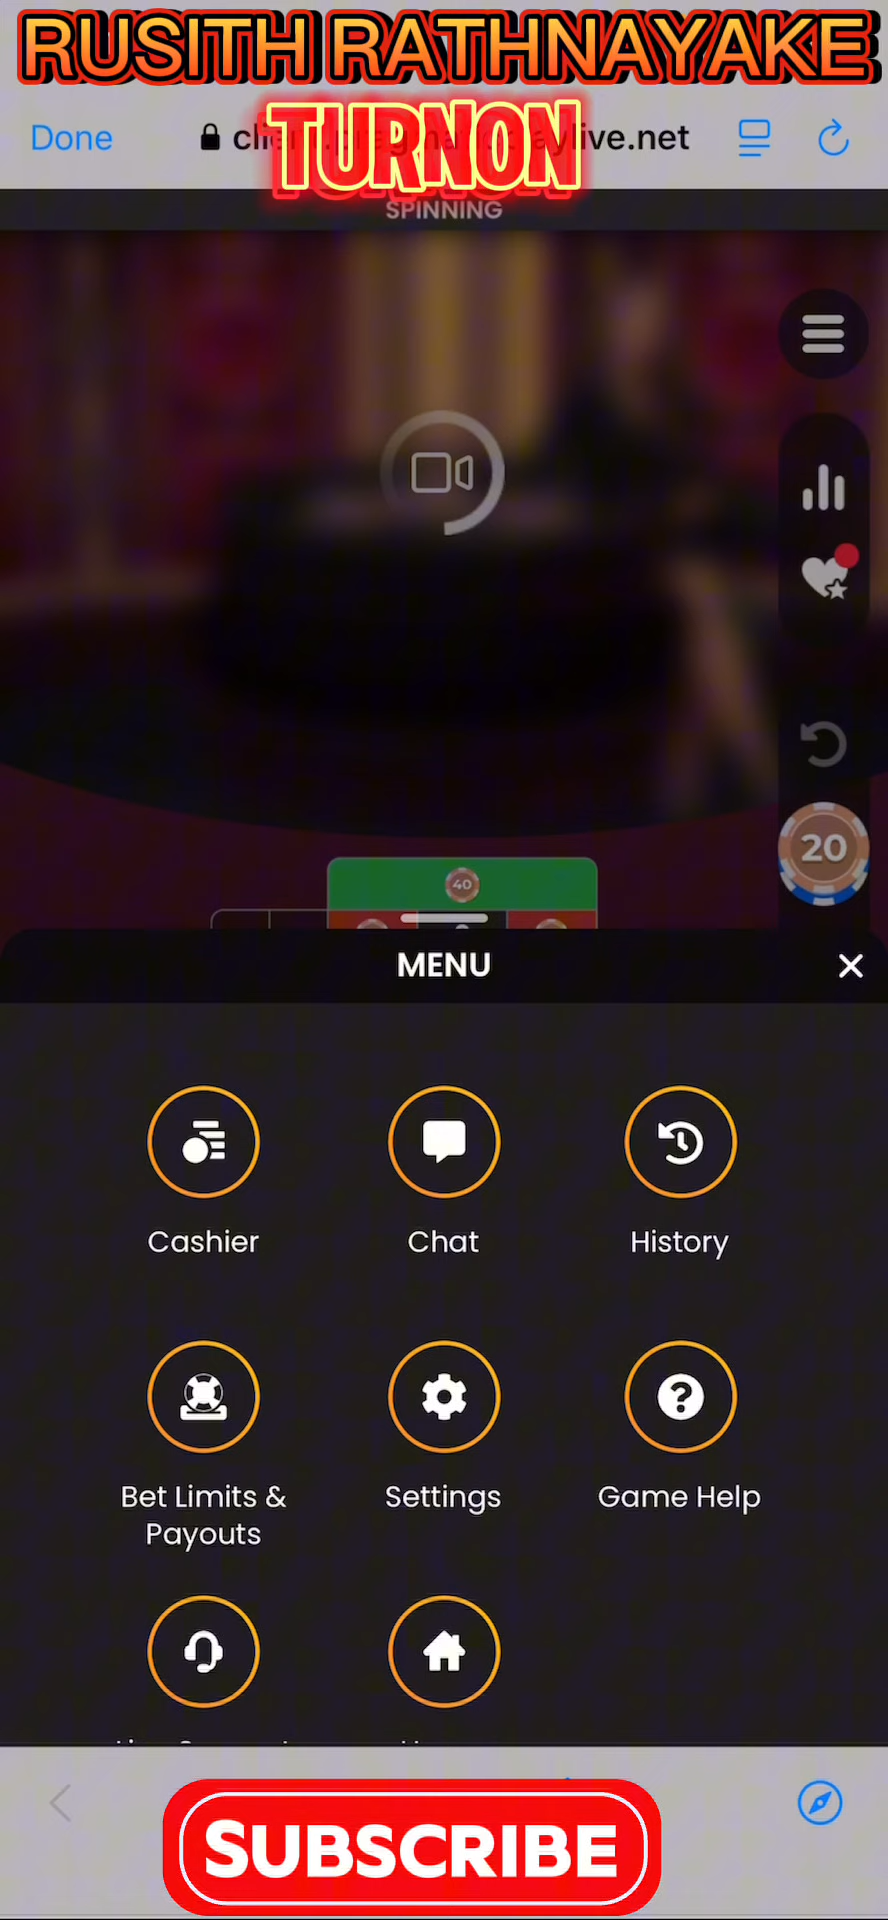 RUSITH RATHNAYAKE
TURNON
Done
live.net
SPINNING
20
40
MENU
Cashier
Chat
History
Bet Limits &
Payouts
Settings
Game Help
SUBSCRIBE